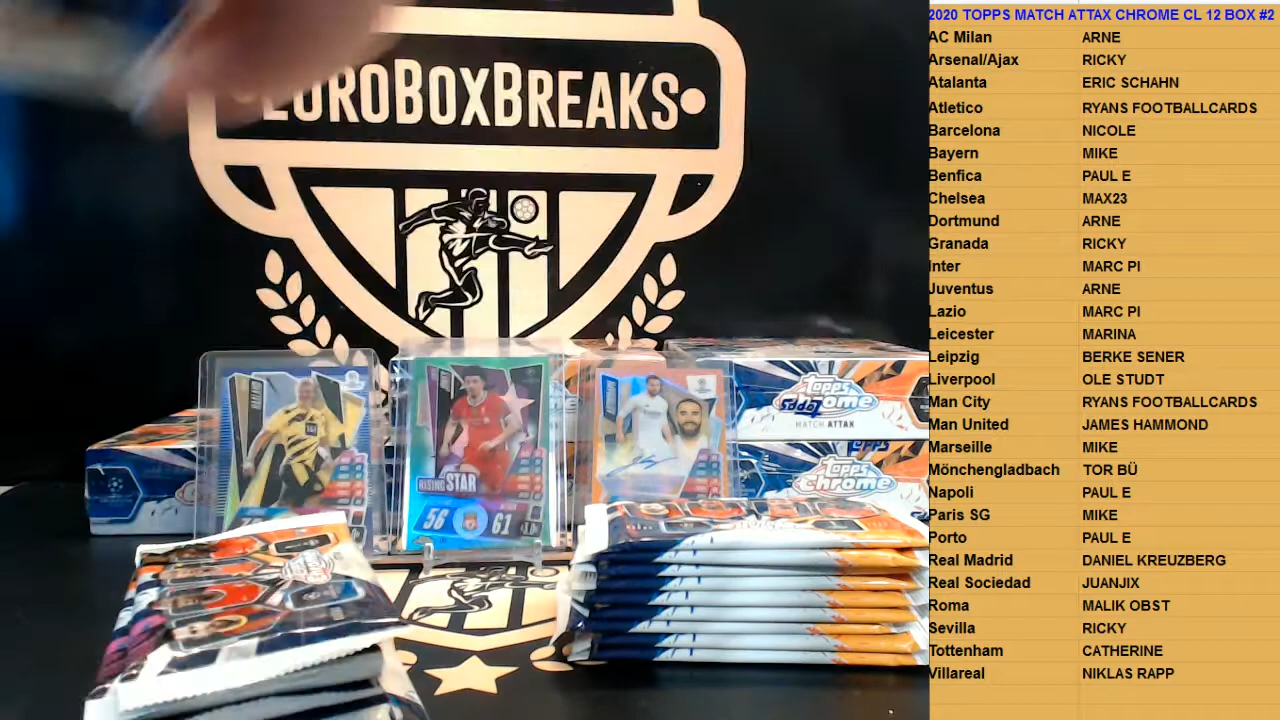 EUROBOXBREAKS
RISING STAR
56 61
topps
chrome
MATCH ATTAX
topps
chrome
2020 TOPPS MATCH ATTAX CHROME CL 12 BOX #2
AC Milan ARNE
Arsenal/Ajax RICKY
Atalanta ERIC SCHAHN
Atletico RYANS FOOTBALLCARDS
Barcelona NICOLE
Bayern MIKE
Benfica PAUL E
Chelsea MAX23
Dortmund ARNE
Granada RICKY
Inter MARC PI
Juventus ARNE
Lazio MARC PI
Leicester MARINA
Leipzig BERKE SENER
Liverpool OLE STUDT
Man City RYANS FOOTBALLCARDS
Man United JAMES HAMMOND
Marseille MIKE
Mönchengladbach TOR BÜ
Napoli PAUL E
Paris SG MIKE
Porto PAUL E
Real Madrid DANIEL KREUZBERG
Real Sociedad JUANJIX
Roma MALIK OBST
Sevilla RICKY
Tottenham CATHERINE
Villareal NIKLAS RAPP